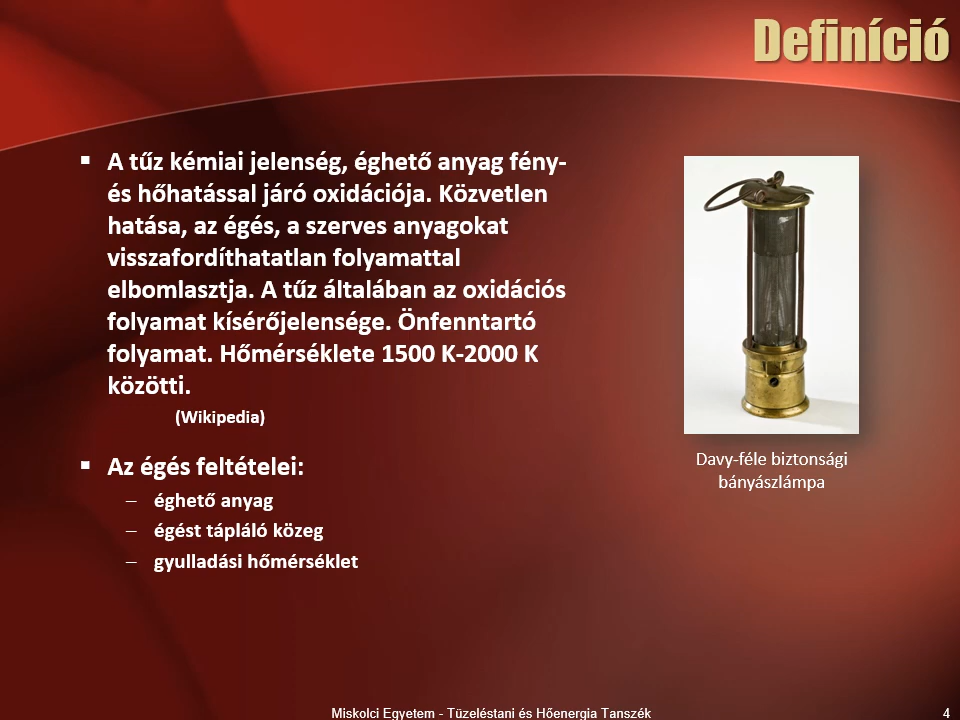 Definíció
▪ A tűz kémiai jelenség, éghető anyag fény-
és hőhatással járó oxidációja. Közvetlen
hatása, az égés, a szerves anyagokat
visszafordíthatatlan folyamattal
elbomlasztja. A tűz általában az oxidációs
folyamat kísérőjelensége. Önfenntartó
folyamat. Hőmérséklete 1500 K-2000 K
közötti.
(Wikipedia)
▪ Az égés feltételei:
– éghető anyag
– égést tápláló közeg
– gyulladási hőmérséklet
Davy-féle biztonsági
bányászlámpa
Miskolci Egyetem - Tüzeléstani és Hőenergia Tanszék
4